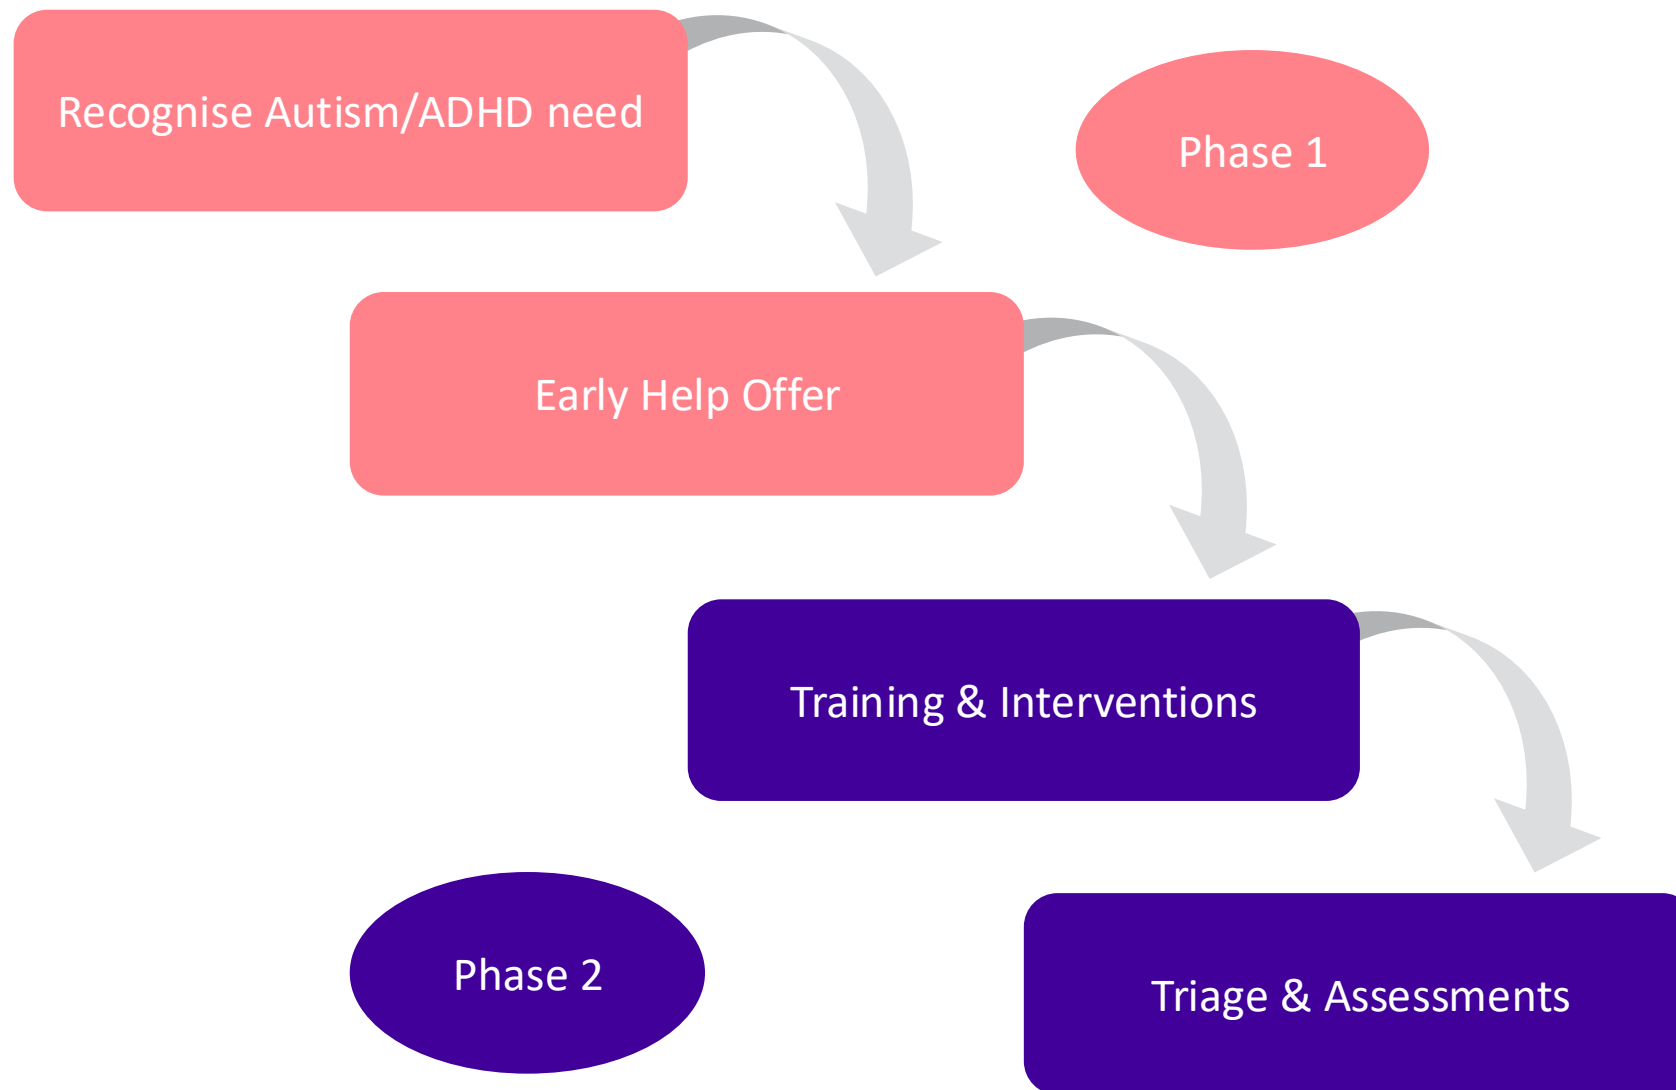 Recognise Autism/ADHD need
Phase 1
Early Help Offer
Training & Interventions
Phase 2
Triage & Assessments